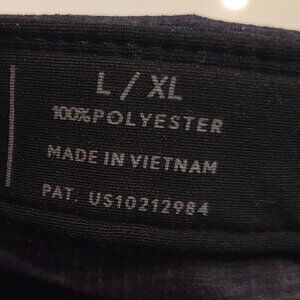 L / XL
100% POLYESTER
MADE IN VIETNAM
PAT. US10212984